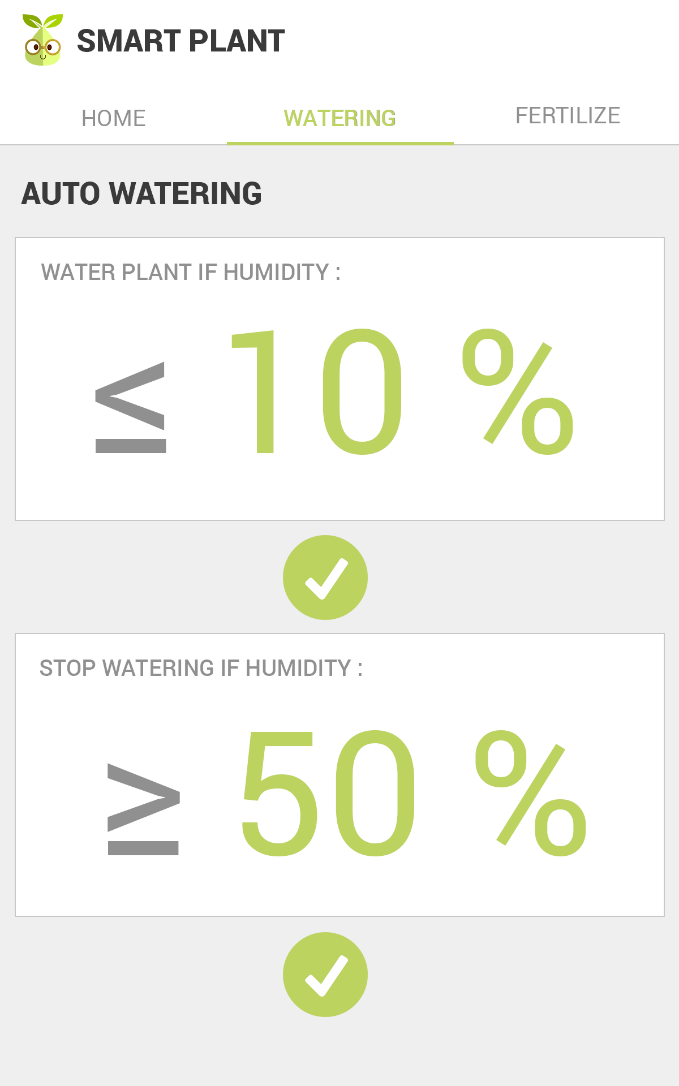 SMART PLANT
HOME WATERING FERTILIZE
AUTO WATERING
WATER PLANT IF HUMIDITY :
≤ 10 %
STOP WATERING IF HUMIDITY :
≥ 50 %